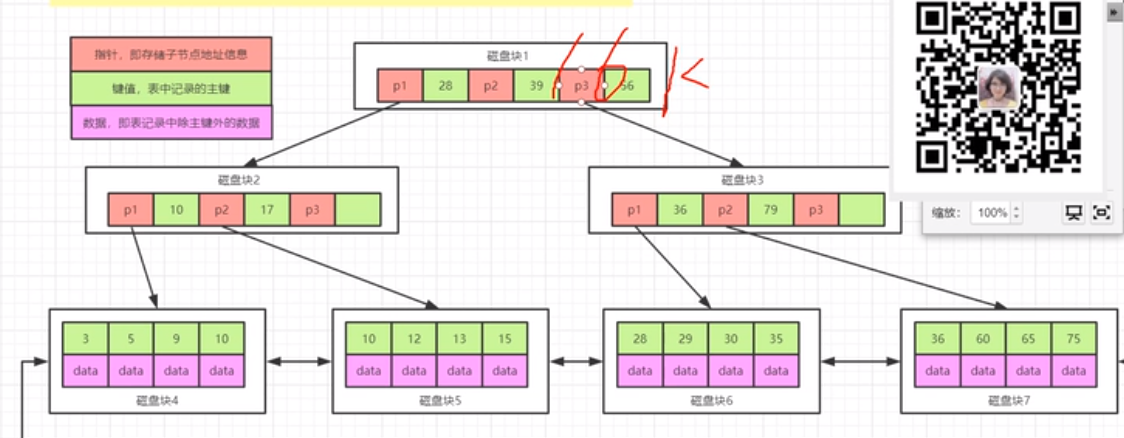 指针，即存储子节点地址信息
键值，表中记录的主键
数据，即表记录中除主键外的数据
磁盘块1
p1 28 p2 39 p3 56
K
缩放： 100%
磁盘块2
p1 10 p2 17 p3
磁盘块3
p1 36 p2 79 p3
3 5 9 10
data data data data
磁盘块4
10 12 13 15
data data data data
磁盘块5
28 29 30 35
data data data data
磁盘块6
36 60 65 75
data data data data
磁盘块7